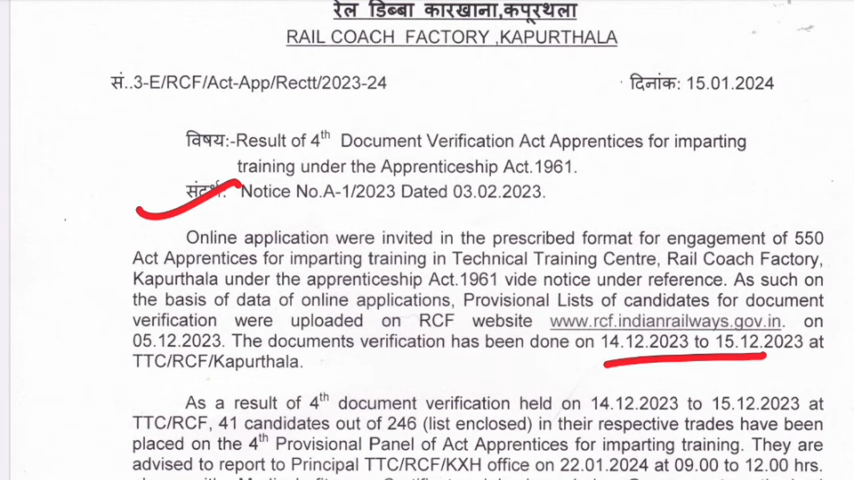 रेल डिब्बा कारखाना,कपूरथला
RAIL COACH FACTORY ,KAPURTHALA
सं..3-E/RCF/Act-App/Rectt/2023-24 दिनांक: 15.01.2024
विषय:-Result of 4th Document Verification Act Apprentices for imparting
training under the Apprenticeship Act.1961.
संदर्भ: Notice No.A-1/2023 Dated 03.02.2023.
Online application were invited in the prescribed format for engagement of 550
Act Apprentices for imparting training in Technical Training Centre, Rail Coach Factory,
Kapurthala under the apprenticeship Act.1961 vide notice under reference. As such on
the basis of data of online applications, Provisional Lists of candidates for document
verification were uploaded on RCF website www.rcf.indianrailways.gov.in. on
05.12.2023. The documents verification has been done on 14.12.2023 to 15.12.2023 at
TTC/RCF/Kapurthala.
As a result of 4th document verification held on 14.12.2023 to 15.12.2023 at
TTC/RCF, 41 candidates out of 246 (list enclosed) in their respective trades have been
placed on the 4th Provisional Panel of Act Apprentices for imparting training. They are
advised to report to Principal TTC/RCF/KXH office on 22.01.2024 at 09.00 to 12.00 hrs.